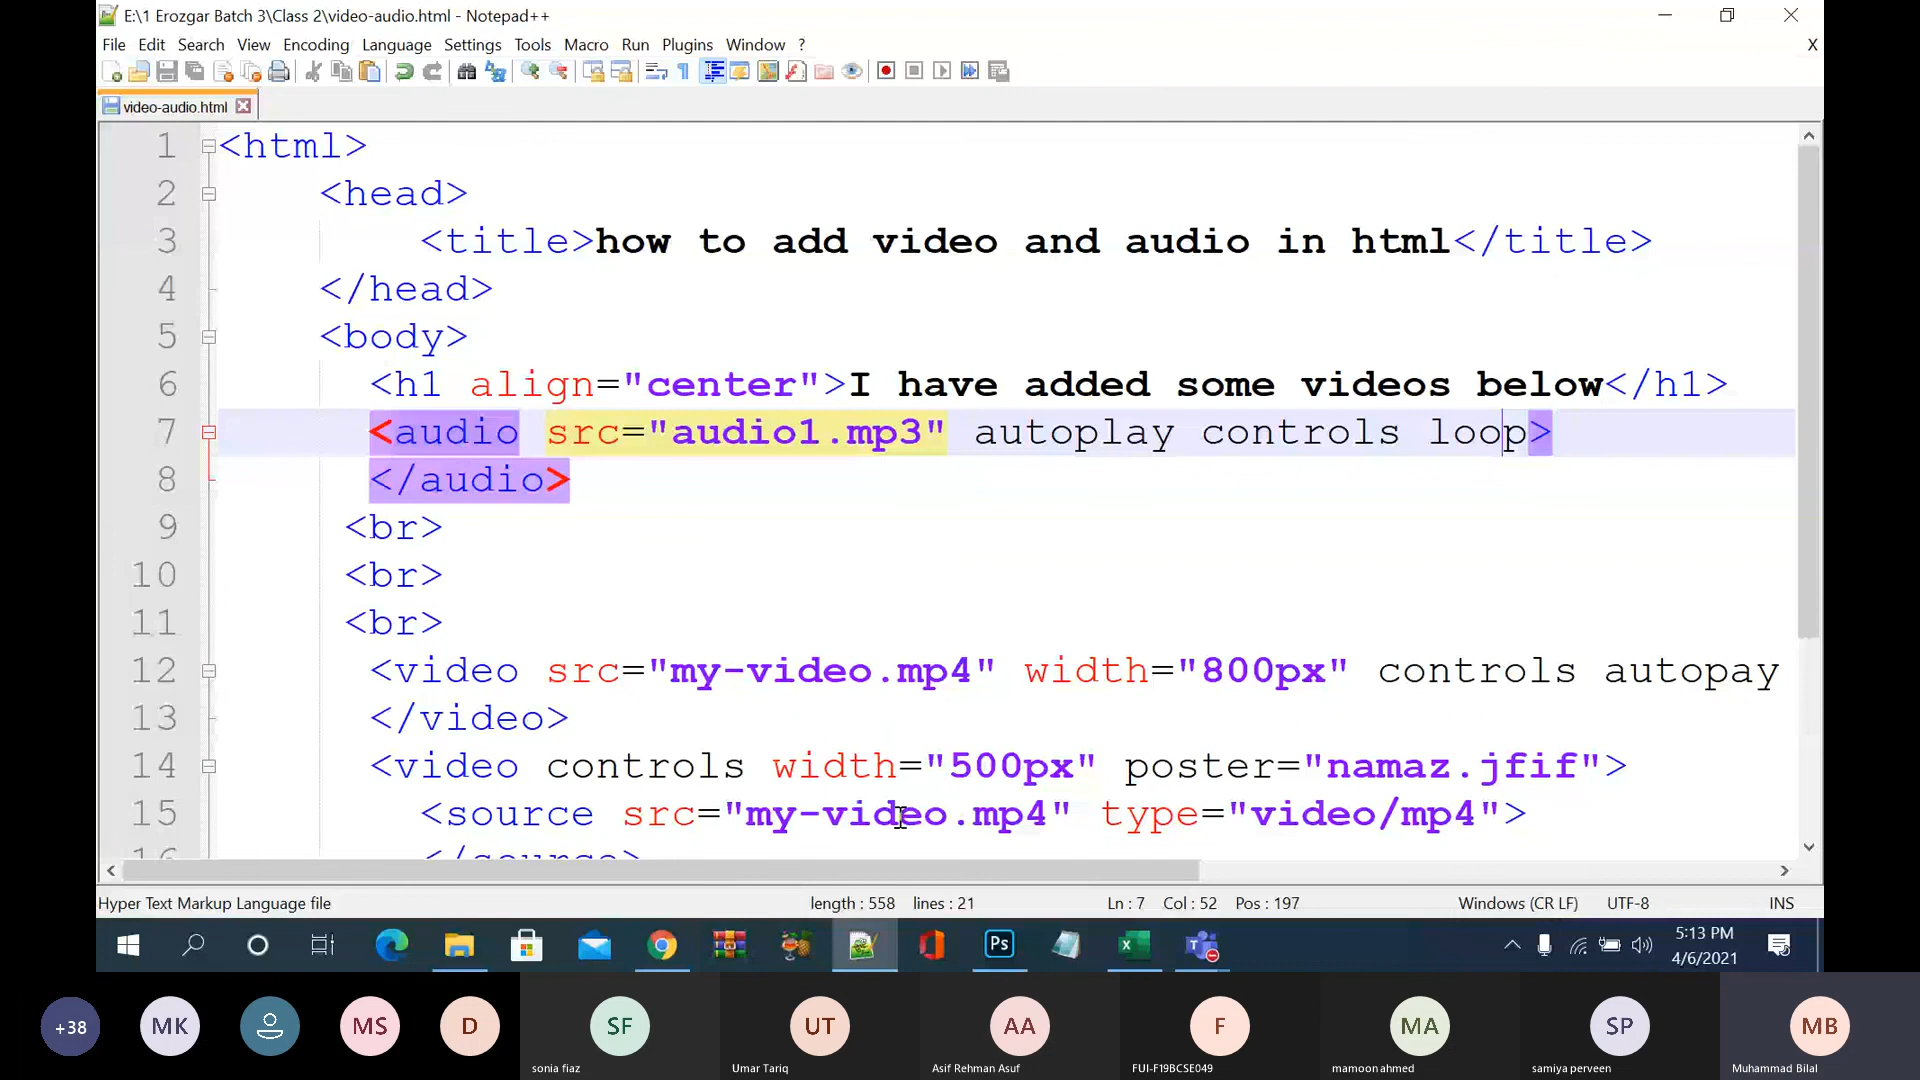 E:\1 Erozgar Batch 3\Class 2\video-audio.html - Notepad++
File Edit Search View Encoding Language Settings Tools Macro Run Plugins Window ? X
video-audio.html
1 <html>
2 <head>
3 <title>how to add video and audio in html</title>
4 </head>
5 <body>
6 <h1 align="center">I have added some videos below</h1>
7 <audio src="audio1.mp3" autoplay controls loop>
8 </audio>
9 <br>
10 <br>
11 <br>
12 <video src="my-video.mp4" width="800px" controls autopay
13 </video>
14 <video controls width="500px" poster="namaz.jfif">
15 <source src="my-video.mp4" type="video/mp4">
16 </source>
Hyper Text Markup Language file length : 558 lines : 21 Ln : 7 Col : 52 Pos : 197 Windows (CR LF) UTF-8 INS
Ps
5:13 PM
4/6/2021
+38 MK MS D SF UT AA F MA SP MB
sonia fiaz Umar Tariq Asif Rehman Asuf FUI-F19BCSE049 mamoon ahmed samiya perveen Muhammad Bilal